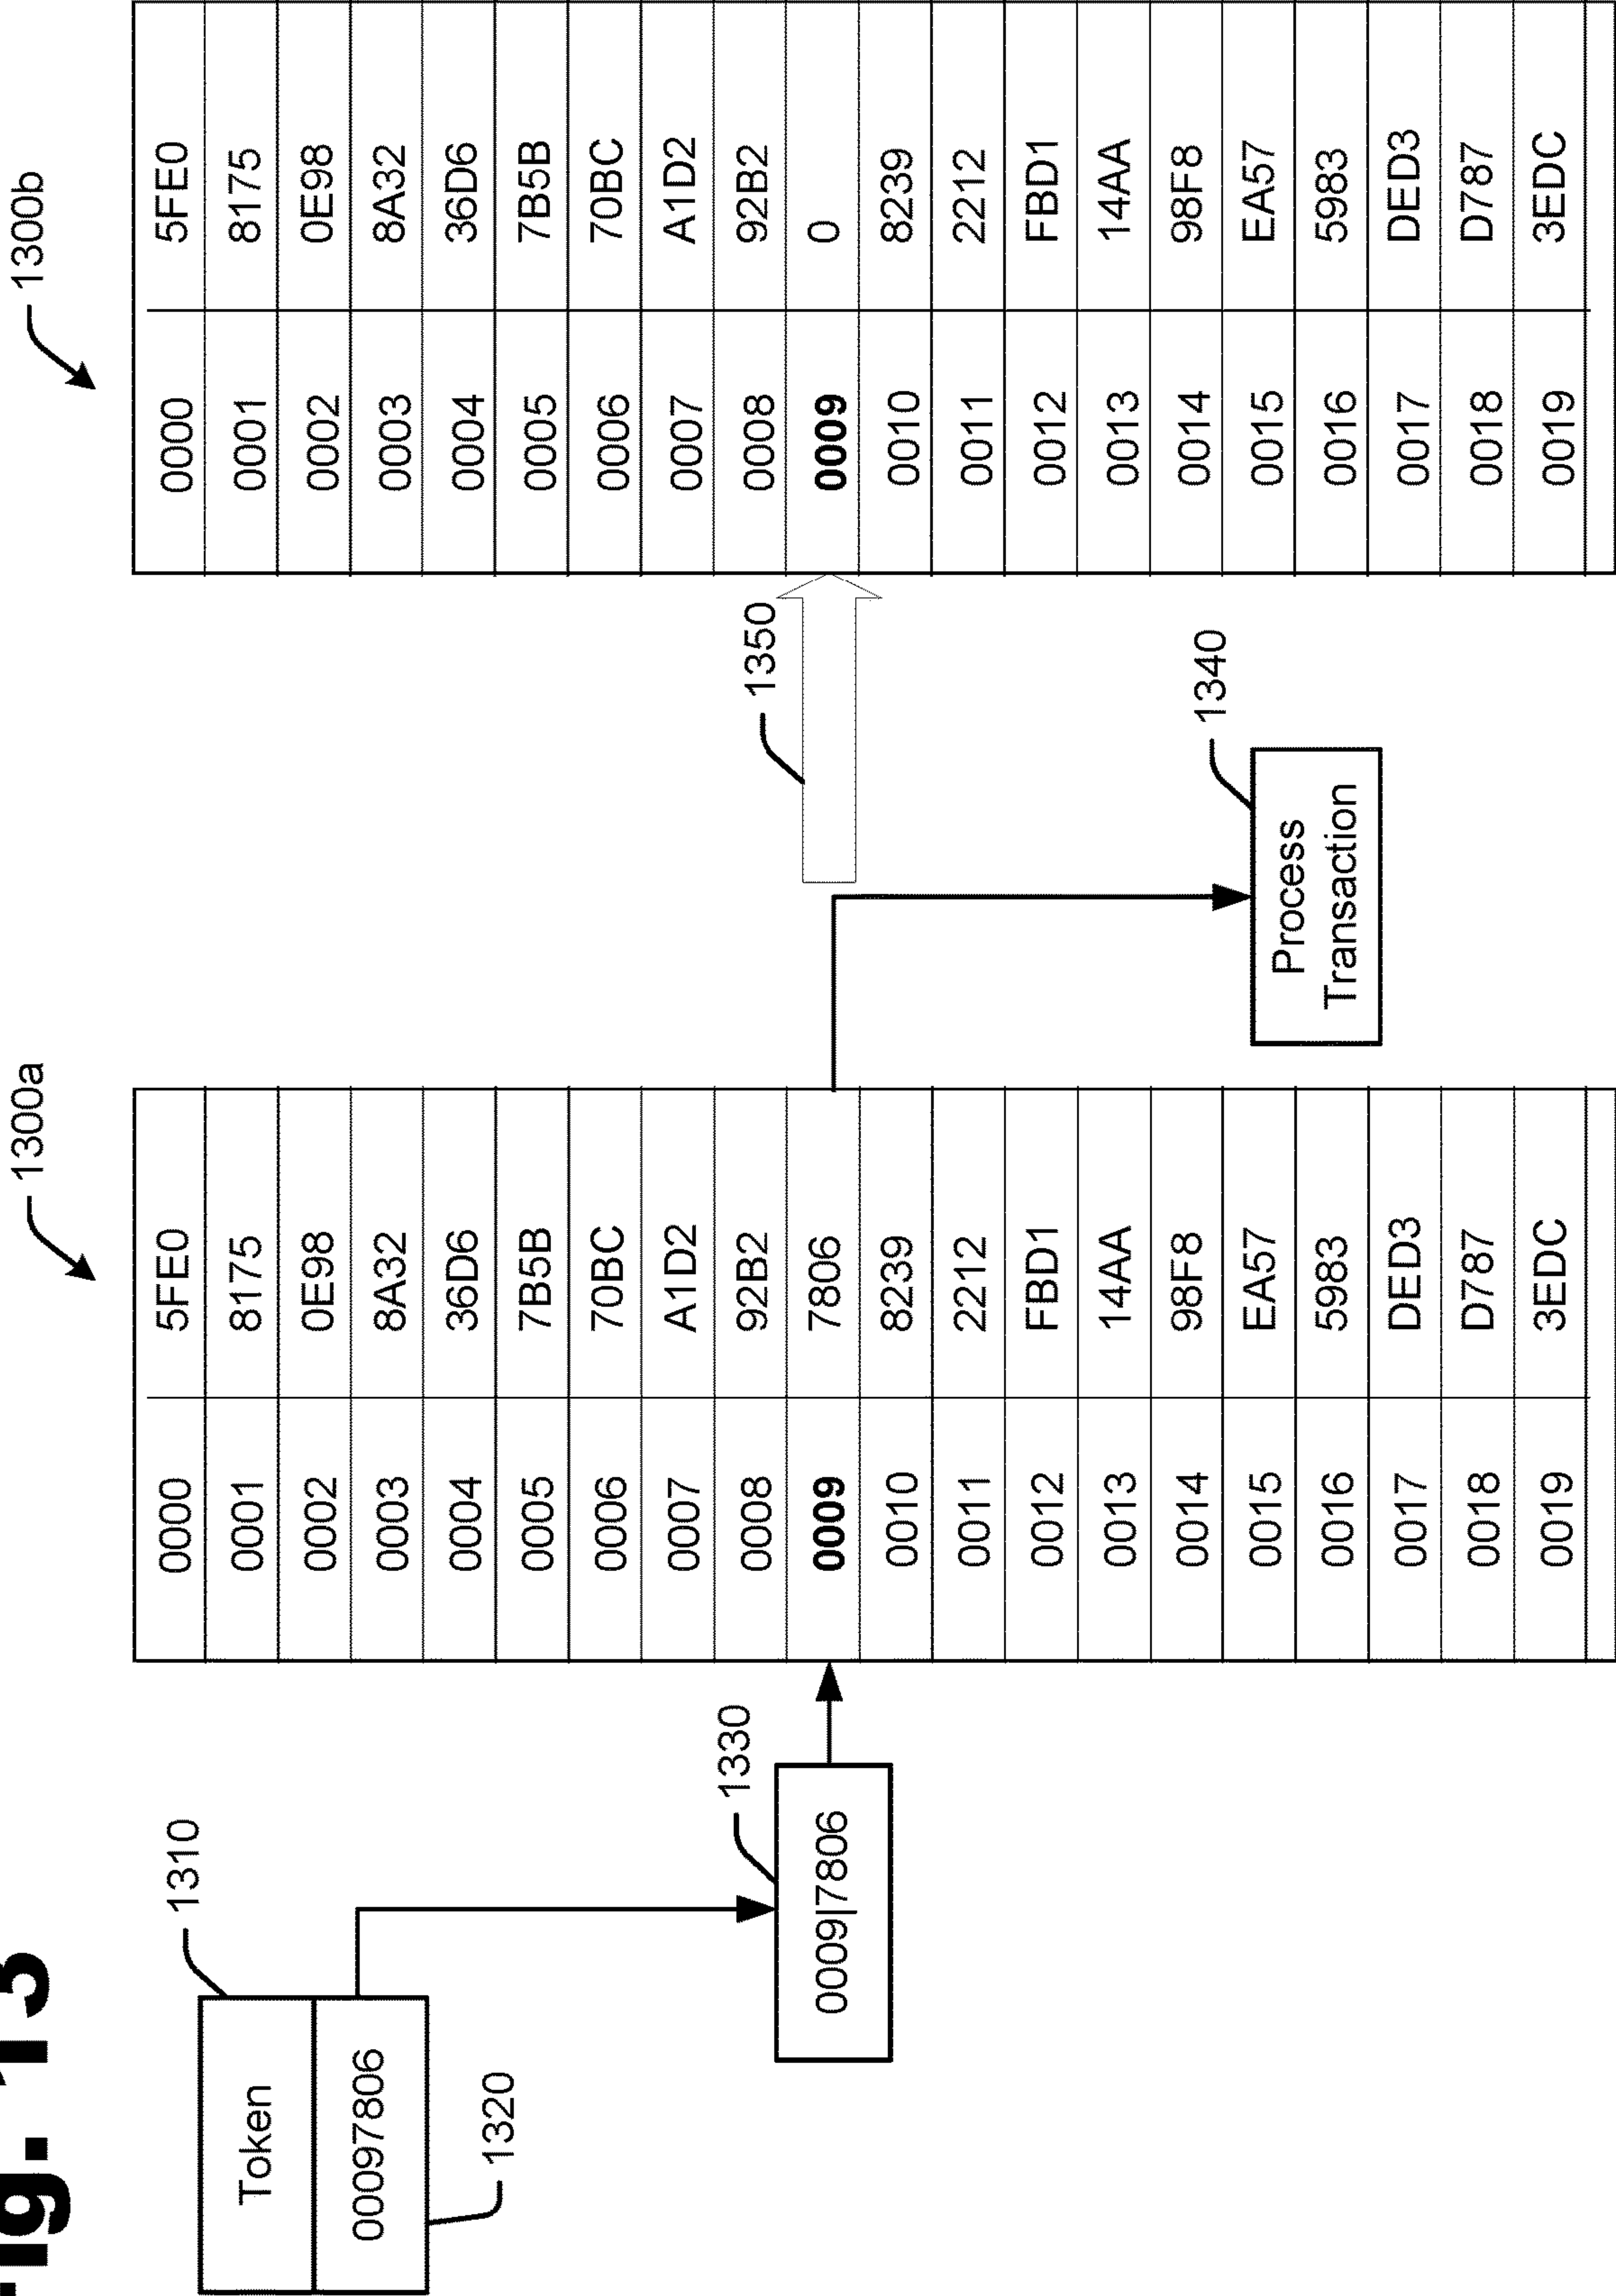 Fig. 13
1310
Token
00097806
1320
1330
0009|7806
1300a
0000 5FE0
0001 8175
0002 0E98
0003 8A32
0004 36D6
0005 7B5B
0006 70BC
0007 A1D2
0008 92B2
0009 7806
0010 8239
0011 2212
0012 FBD1
0013 14AA
0014 98F8
0015 EA57
0016 5983
0017 DED3
0018 D787
0019 3EDC
1350
1340
Process
Transaction
1300b
0000 5FE0
0001 8175
0002 0E98
0003 8A32
0004 36D6
0005 7B5B
0006 70BC
0007 A1D2
0008 92B2
0009 0
0010 8239
0011 2212
0012 FBD1
0013 14AA
0014 98F8
0015 EA57
0016 5983
0017 DED3
0018 D787
0019 3EDC